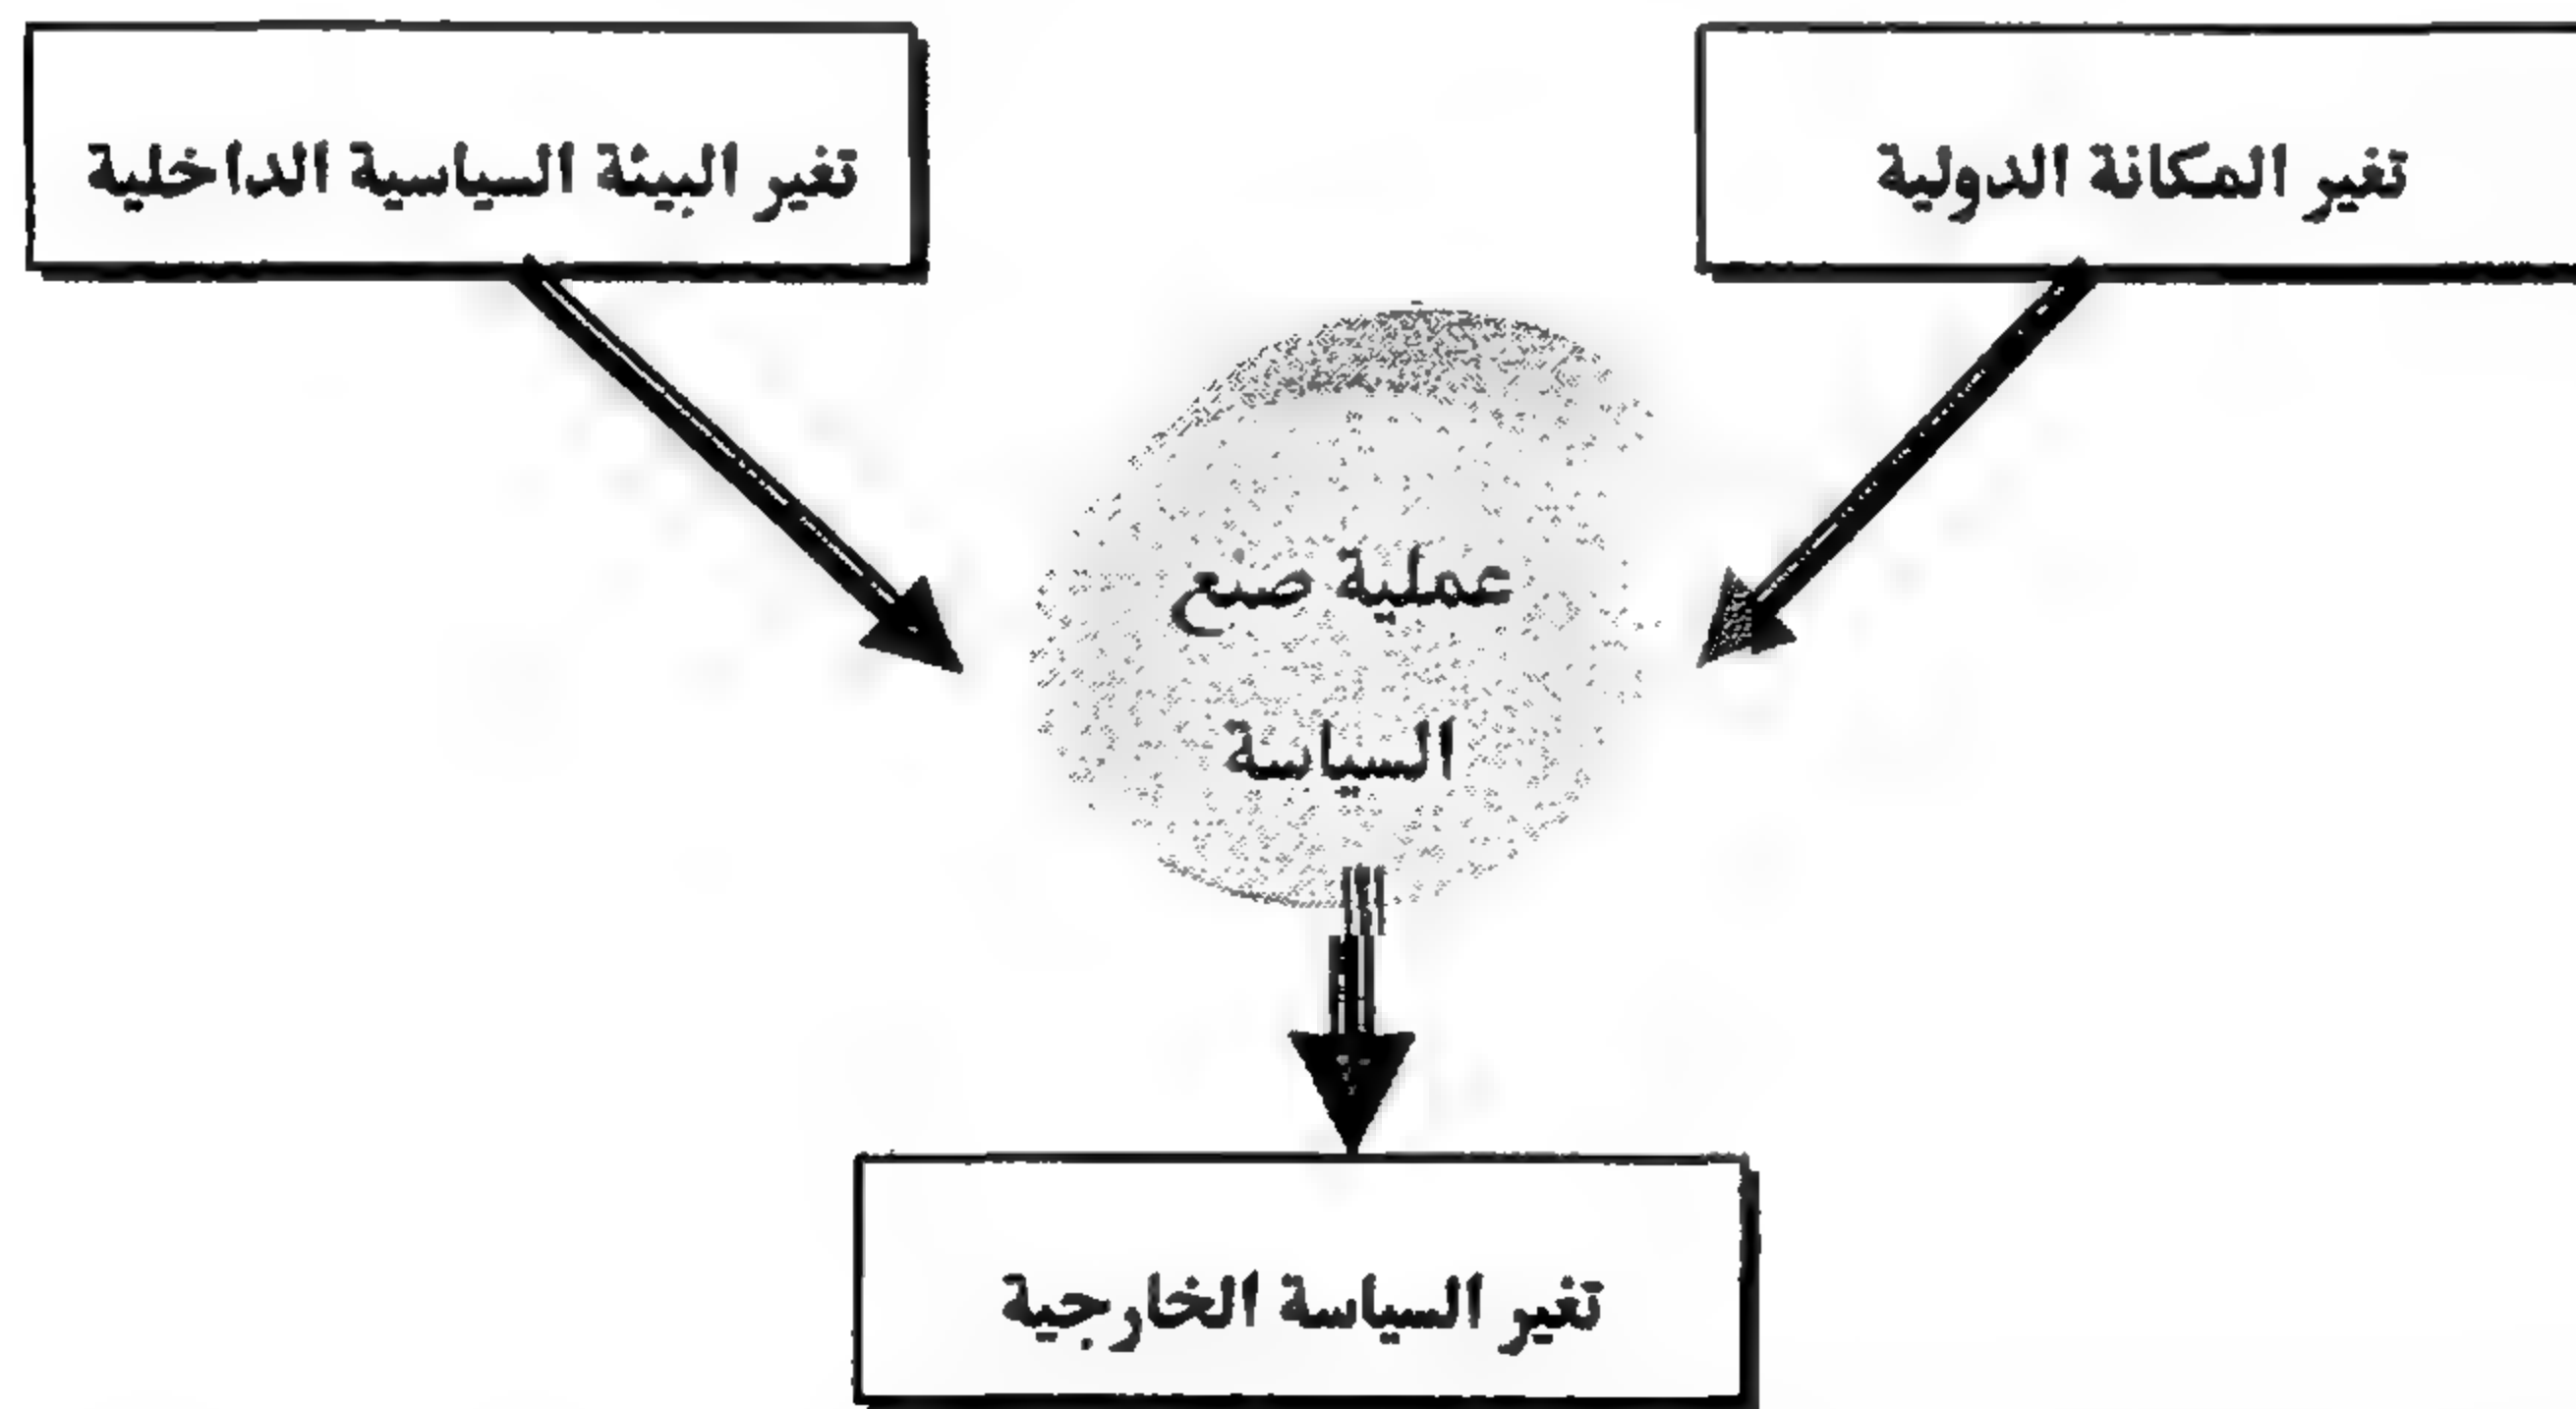 تغير المكانة الدولية
تغير البيئة السياسية الداخلية
عملية صنع
السياسة
تغير السياسة الخارجية